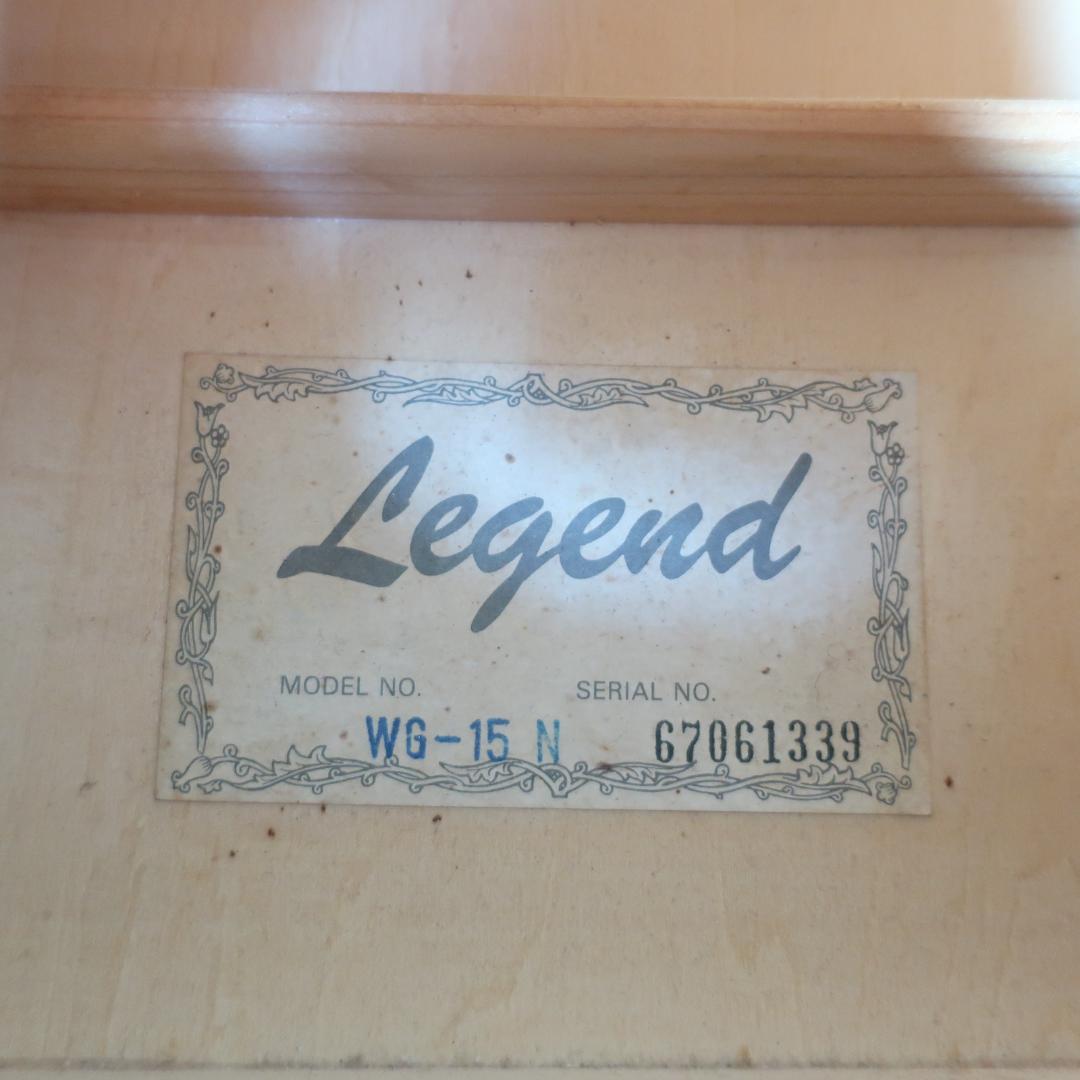 Legend
MODEL NO. SERIAL NO.
WG-15 N 67061339